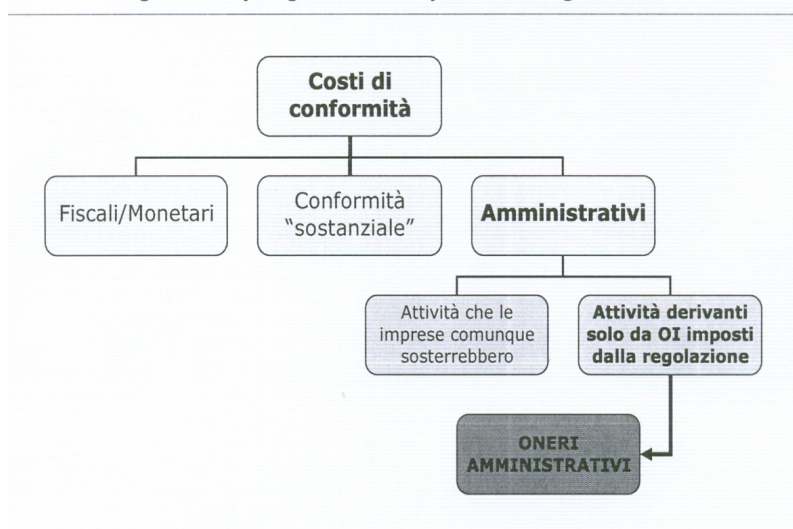 Costi di
conformità
Fiscali/Monetari
Conformità
"sostanziale"
Amministrativi
Attività che le
imprese comunque
sosterrebbero
Attività derivanti
solo da OI imposti
dalla regolazione
ONERI
AMMINISTRATIVI